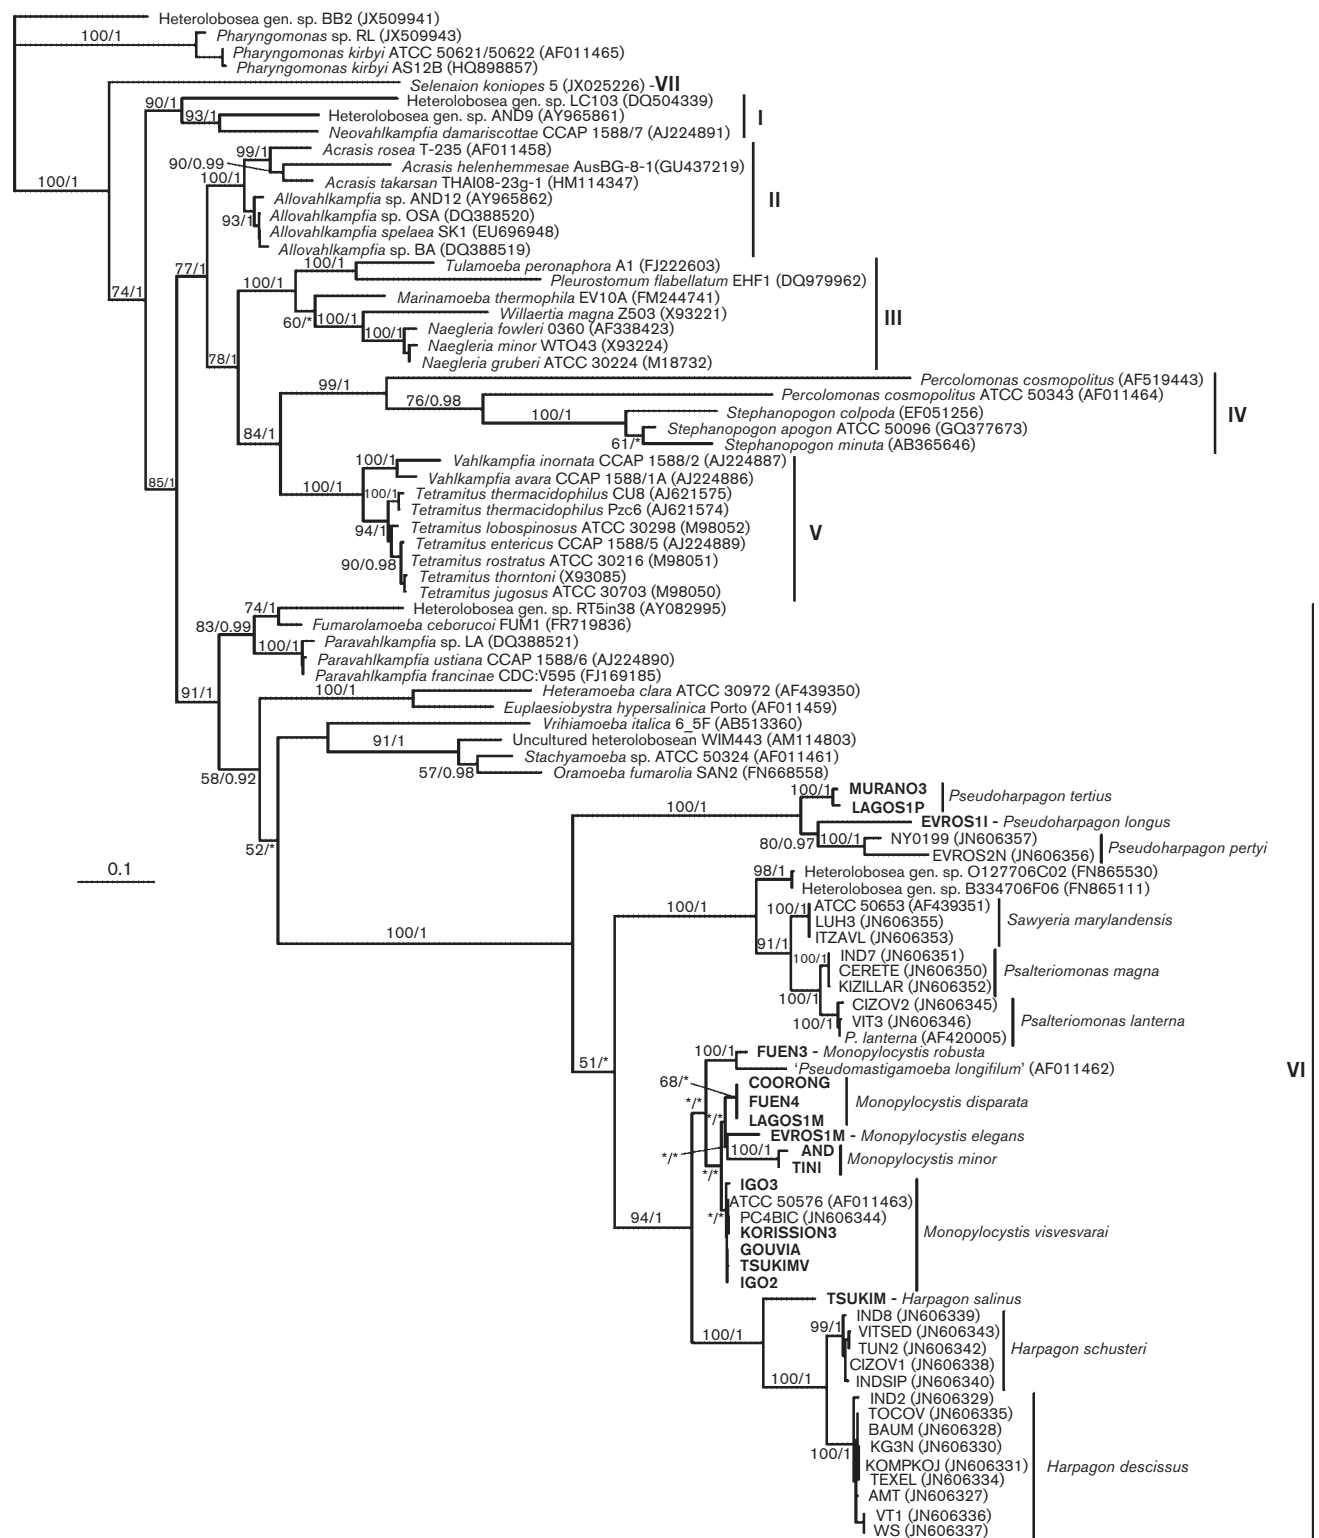 Heterolobosea gen. sp. BB2 (JX509941)
100/1
Pharyngomonas sp. RL (JX509943)
Pharyngomonas kirbyi ATCC 50621/50622 (AF011465)
Pharyngomonas kirbyi AS12B (HQ898857)
Selenaion koniopes 5 (JX025226) -VII
Heterolobosea gen. sp. LC103 (DQ504339)
90/1
93/1
Heterolobosea gen. sp. AND9 (AY965861)
I
Neovahlkampfia damariscottae CCAP 1588/7 (AJ224891)
Acrasis rosea T-235 (AF011458)
99/1
90/0.99
Acrasis helenhemmesae AusBG-8-1(GU437219)
100/1
100/1
Acrasis takarsan THAI08-23g-1 (HM114347)
Allovahlkampfia sp. AND12 (AY965862)
II
93/1
Allovahlkampfia sp. OSA (DQ388520)
Allovahlkampfia spelaea SK1 (EU696948)
Allovahlkampfia sp. BA (DQ388519)
77/1
100/1
Tulamoeba peronaphora A1 (FJ222603)
100/1
Pleurostomum flabellatum EHF1 (DQ979962)
74/1
Marinamoeba thermophila EV10A (FM244741)
60/*
100/1
Willaertia magna Z503 (X93221)
III
100/1
Naegleria fowleri 0360 (AF338423)
Naegleria minor WTO43 (X93224)
78/1
Naegleria gruberi ATCC 30224 (M18732)
99/1
Percolomonas cosmopolitus (AF519443)
76/0.98
Percolomonas cosmopolitus ATCC 50343 (AF011464)
100/1
Stephanopogon colpoda (EF051256)
IV
84/1
Stephanopogon apogon ATCC 50096 (GQ377673)
61/*
Stephanopogon minuta (AB365646)
100/1
Vahlkampfia inornata CCAP 1588/2 (AJ224887)
85/1
100/1
Vahlkampfia avara CCAP 1588/1A (AJ224886)
100/1
Tetramitus thermacidophilus CU8 (AJ621575)
Tetramitus thermacidophilus Pzc6 (AJ621574)
94/1
Tetramitus lobospinosus ATCC 30298 (M98052)
V
Tetramitus entericus CCAP 1588/5 (AJ224889)
90/0.98
Tetramitus rostratus ATCC 30216 (M98051)
Tetramitus thorntoni (X93085)
Tetramitus jugosus ATCC 30703 (M98050)
74/1
Heterolobosea gen. sp. RT5in38 (AY082995)
83/0.99
Fumarolamoeba ceborucoi FUM1 (FR719836)
100/1
Paravahlkampfia sp. LA (DQ388521)
Paravahlkampfia ustiana CCAP 1588/6 (AJ224890)
Paravahlkampfia francinae CDC:V595 (FJ169185)
91/1
100/1
Heteramoeba clara ATCC 30972 (AF439350)
Euplaesiobystra hypersalinica Porto (AF011459)
Vrihiamoeba italica 6_5F (AB513360)
91/1
Uncultured heterolobosean WIM443 (AM114803)
Stachyamoeba sp. ATCC 50324 (AF011461)
58/0.92
57/0.98
Oramoeba fumarolia SAN2 (FN668558)
100/1
100/1
MURANO3
Pseudoharpagon tertius
LAGOS1P
EVROS1I - Pseudoharpagon longus
52/*
80/0.97
100/1
NY0199 (JN606357)
Pseudoharpagon pertyi
EVROS2N (JN606356)
0.1
98/1
Heterolobosea gen. sp. O127706C02 (FN865530)
Heterolobosea gen. sp. B334706F06 (FN865111)
100/1
100/1
ATCC 50653 (AF439351)
LUH3 (JN606355)
Sawyeria marylandensis
100/1
ITZAVL (JN606353)
91/1
100/1
IND7 (JN606351)
CERETE (JN606350)
Psalteriomonas magna
KIZILLAR (JN606352)
100/1
CIZOV2 (JN606345)
100/1
VIT3 (JN606346)
Psalteriomonas lanterna
P. lanterna (AF420005)
51/*
100/1
FUEN3 - Monopylocystis robusta
'Pseudomastigamoeba longifilum' (AF011462)
VI
68/*
COORONG
*/*
FUEN4
Monopylocystis disparata
*/*
LAGOS1M
EVROS1M - Monopylocystis elegans
*/*
100/1
AND
Monopylocystis minor
*/*
TINI
IGO3
ATCC 50576 (AF011463)
94/1
*/*
PC4BIC (JN606344)
KORISSION3
Monopylocystis visvesvarai
GOUVIA
TSUKIMV
IGO2
TSUKIM - Harpagon salinus
100/1
99/1
IND8 (JN606339)
VITSED (JN606343)
TUN2 (JN606342)
Harpagon schusteri
CIZOV1 (JN606338)
100/1
INDSIP (JN606340)
IND2 (JN606329)
TOCOV (JN606335)
BAUM (JN606328)
100/1
KG3N (JN606330)
KOMPKOJ (JN606331)
Harpagon descissus
TEXEL (JN606334)
AMT (JN606327)
VT1 (JN606336)
WS (JN606337)